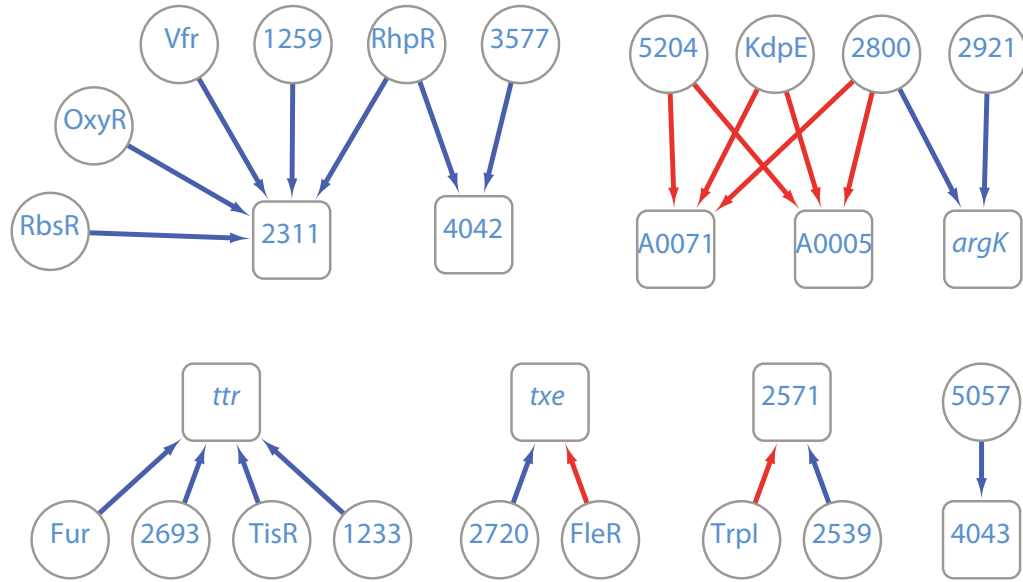 Vfr
1259
RhpR
3577
5204
KdpE
2800
2921
OxyR
RbsR
2311
4042
A0071
A0005
argK
ttr
txe
2571
5057
Fur
2693
TisR
1233
2720
FleR
TrpI
2539
4043